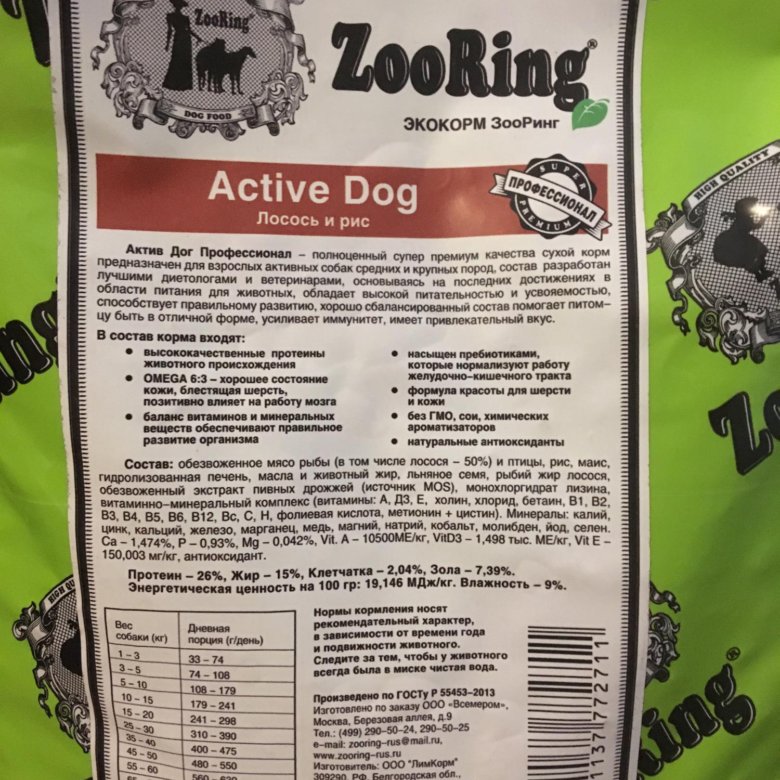 ZooRing
DOG FOOD
ZooRing®
ЭКОКОРМ ЗооРинг
Active Dog
Лосось и рис
SUPER
ПРОФЕССИОНАЛ
PREMIUM
Актив Дог Профессионал – полноценный супер премиум качества сухой корм
предназначен для взрослых активных собак средних и крупных пород, состав разработан
лучшими диетологами и ветеринарами, основываясь на последних достижениях в
области питания для животных, обладает высокой питательностью и усвояемостью,
способствует правильному развитию, хорошо сбалансированный состав помогает питом-
цу быть в отличной форме, усиливает иммунитет, имеет привлекательный вкус.
В состав корма входят:
• высококачественные протеины
животного происхождения
• OMEGA 6:3 – хорошее состояние
кожи, блестящая шерсть,
позитивно влияет на работу мозга
• баланс витаминов и минеральных
веществ обеспечивают правильное
развитие организма
• насыщен пребиотиками,
которые нормализуют работу
желудочно-кишечного тракта
• формула красоты для шерсти
и кожи
• без ГМО, сои, химических
ароматизаторов
• натуральные антиоксиданты
Состав: обезвоженное мясо рыбы (в том числе лосося – 50%) и птицы, рис, маис,
гидролизованная печень, масла и животный жир, льняное семя, рыбий жир лосося,
обезвоженный экстракт пивных дрожжей (источник MOS), монохлогидрат лизина,
витаминно–минеральный комплекс (витамины: А, Д3, Е, холин, хлорид, бетаин, В1, В2,
В3, В4, В5, В6, В12, Вс, С, Н, фолиевая кислота, метионин + цистин). Минералы: калий,
цинк, кальций, железо, марганец, медь, магний, натрий, кобальт, молибден, йод, селен.
Ca – 1,474%, P – 0,93%, Mg – 0,042%, Vit. A – 10500МЕ/кг, VitD3 – 1,498 тыс. МЕ/кг, Vit E –
150,003 мг/кг, антиоксидант.
Протеин – 26%, Жир – 15%, Клетчатка – 2,04%, Зола – 7,39%.
Энергетическая ценность на 100 гр: 19,146 МДж/кг. Влажность – 9%.
Вес
собаки (кг)
Дневная
порция (г/день)
1 – 3 33 – 74
3 – 5 74 – 108
5 – 10 108 – 179
10 – 15 179 – 241
15 – 20 241 – 298
25 – 30 310 – 390
35 – 40 400 – 475
45 – 50 480 – 550
55 – 60
Нормы кормления носят
рекомендательный характер,
в зависимости от времени года
и подвижности животного.
Следите за тем, чтобы у животного
всегда была в миске чистая вода.
Произведено по ГОСТу Р 55453–2013
Изготовлено по заказу ООО «Всемером»,
Москва, Березовая аллея, д.9
Тел.: (499) 290-50-24, 290-50-25
e–mail: zooring–rus@mail.ru,
www.zooring–rus.ru
Изготовитель: ООО "ЛимКорм"
309290, РФ, Белгородская обл.,
137772711
HIGH QUALITY